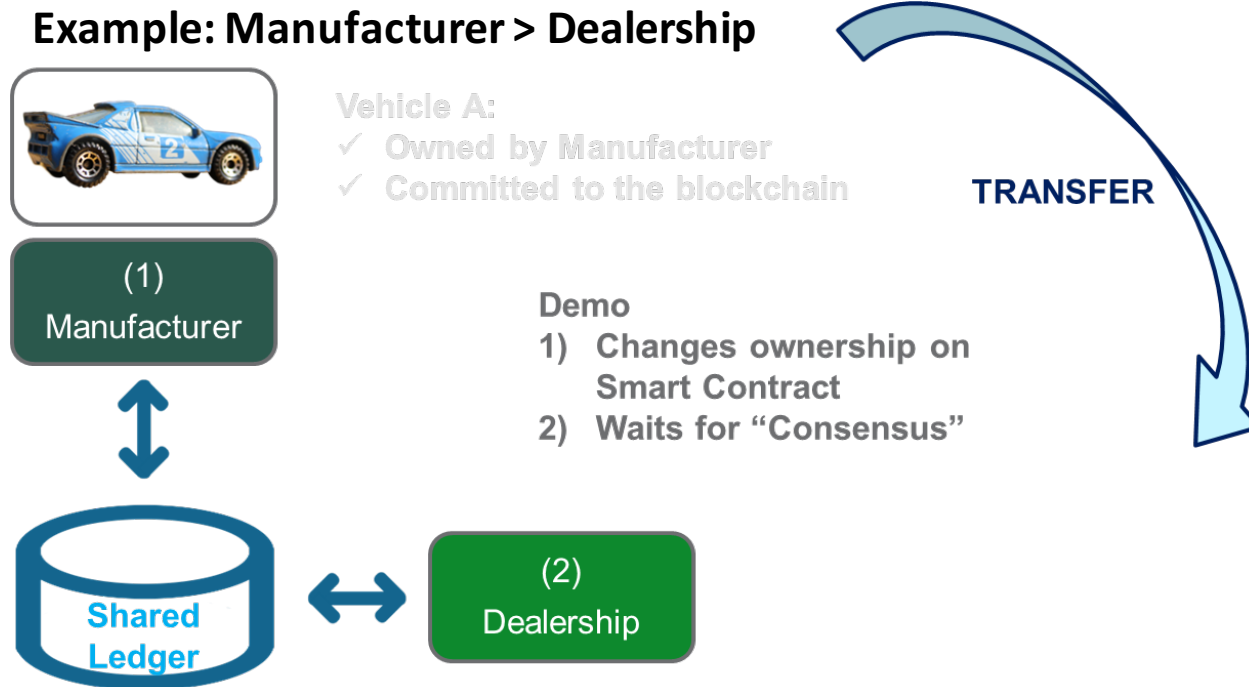 Example: Manufacturer > Dealership
Vehicle A:
✓ Owned by Manufacturer
✓ Committed to the blockchain
TRANSFER
2
(1)
Manufacturer
Demo
1) Changes ownership on
Smart Contract
2) Waits for “Consensus”
Shared
Ledger
(2)
Dealership